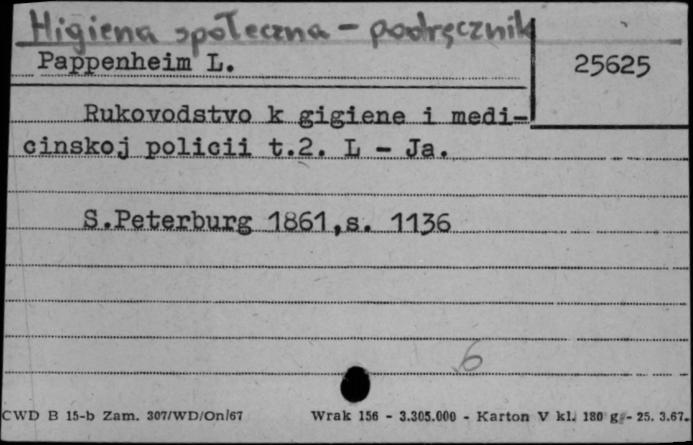 Higiena społeczna - podręcznik
Pappenheim L.
25625
Rukovodstvo k gigiene i medi-
cinskoj policii t.2. L - Ja.
S.Peterburg 1861,s. 1136
6
CWD B 15-b Zam. 307/WD/On/67 Wrak 156 - 3.305.000 - Karton V kl. 180 g - 25. 3.67.